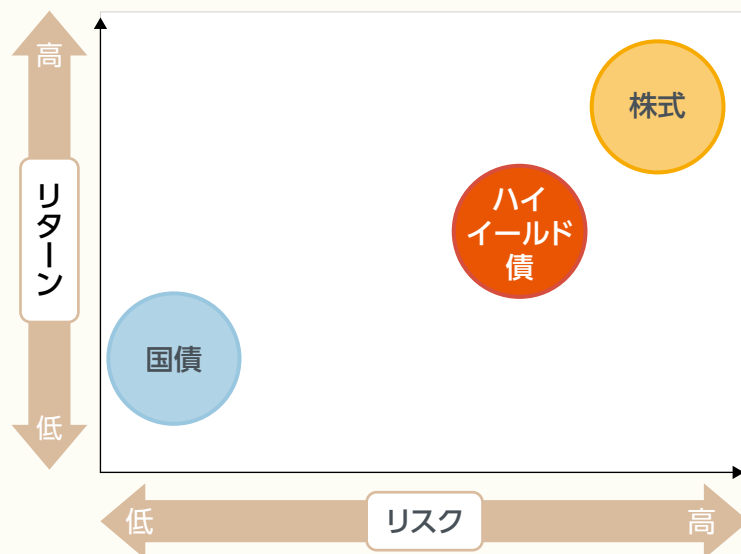 高
リターン
低
株式
ハイ
イールド
債
国債
低
リスク
高